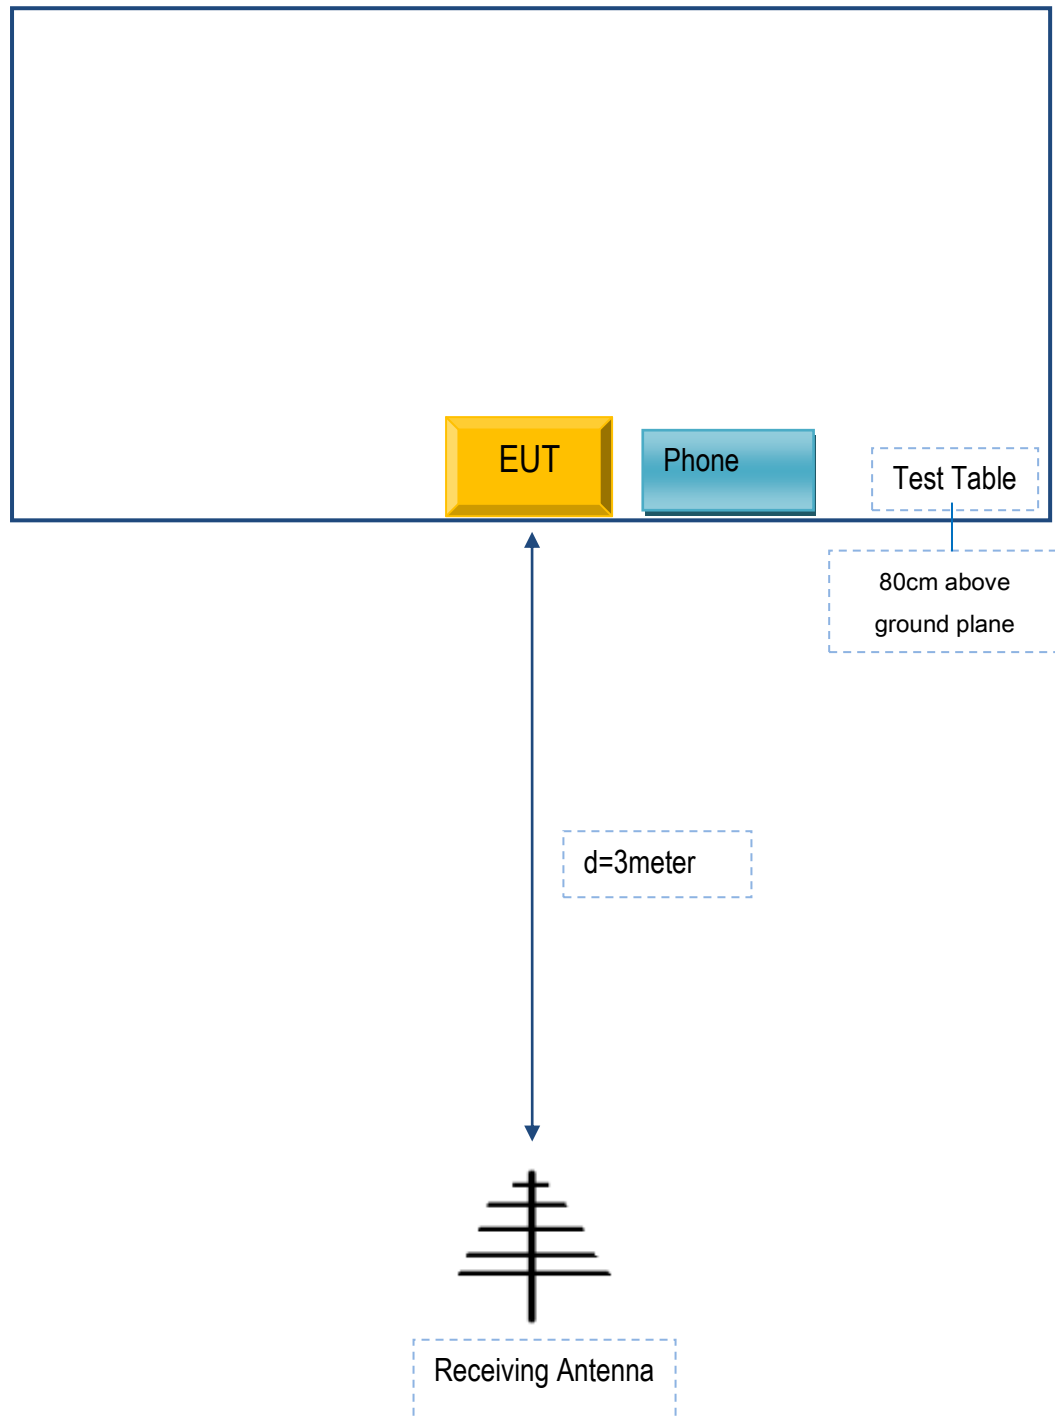 EUT
Phone
Test Table
80cm above
ground plane
d=3meter
Receiving Antenna